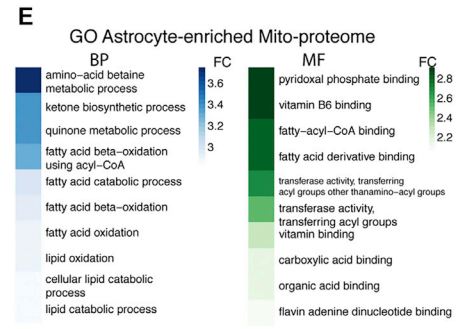 E
GO Astrocyte-enriched Mito-proteome
BP
FC
amino-acid betaine
metabolic process
ketone biosynthetic process
quinone metabolic process
fatty acid beta-oxidation
using acyl-CoA
fatty acid catabolic process
fatty acid beta-oxidation
fatty acid oxidation
lipid oxidation
cellular lipid catabolic
process
lipid catabolic process
3.6
3.4
3.2
3
MF
FC
pyridoxal phosphate binding
vitamin B6 binding
fatty-acyl-CoA binding
fatty acid derivative binding
transferase activity, transferring
acyl groups other thanamino-acyl groups
transferase activity,
transferring acyl groups
vitamin binding
carboxylic acid binding
organic acid binding
flavin adenine dinucleotide binding
2.8
2.6
2.4
2.2